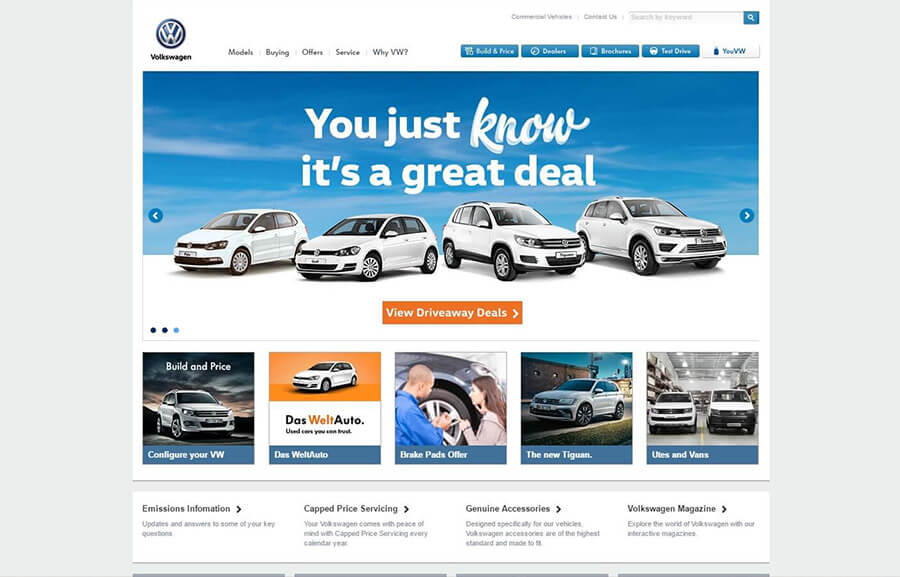 Commercial Vehicles
Contact Us
Search by keyword
Volkswagen
Models
Buying
Offers
Service
Why VW?
Build & Price
Dealers
Brochures
Test Drive
YouVW
You just know
it's a great deal
View Driveaway Deals
Build and Price
Configure your VW
Das WeltAuto.
Used cars you can trust.
Das WeltAuto
Brake Pads Offer
The new Tiguan.
Utes and Vans
Emissions Infomation
Updates and answers to some of your key
questions
Capped Price Servicing
Your Volkswagen comes with peace of
mind with Capped Price Servicing every
calendar year.
Genuine Accessories
Designed specifically for our vehicles,
Volkswagen accessories are of the highest
standard and made to fit.
Volkswagen Magazine
Explore the world of Volkswagen with our
interactive magazines.